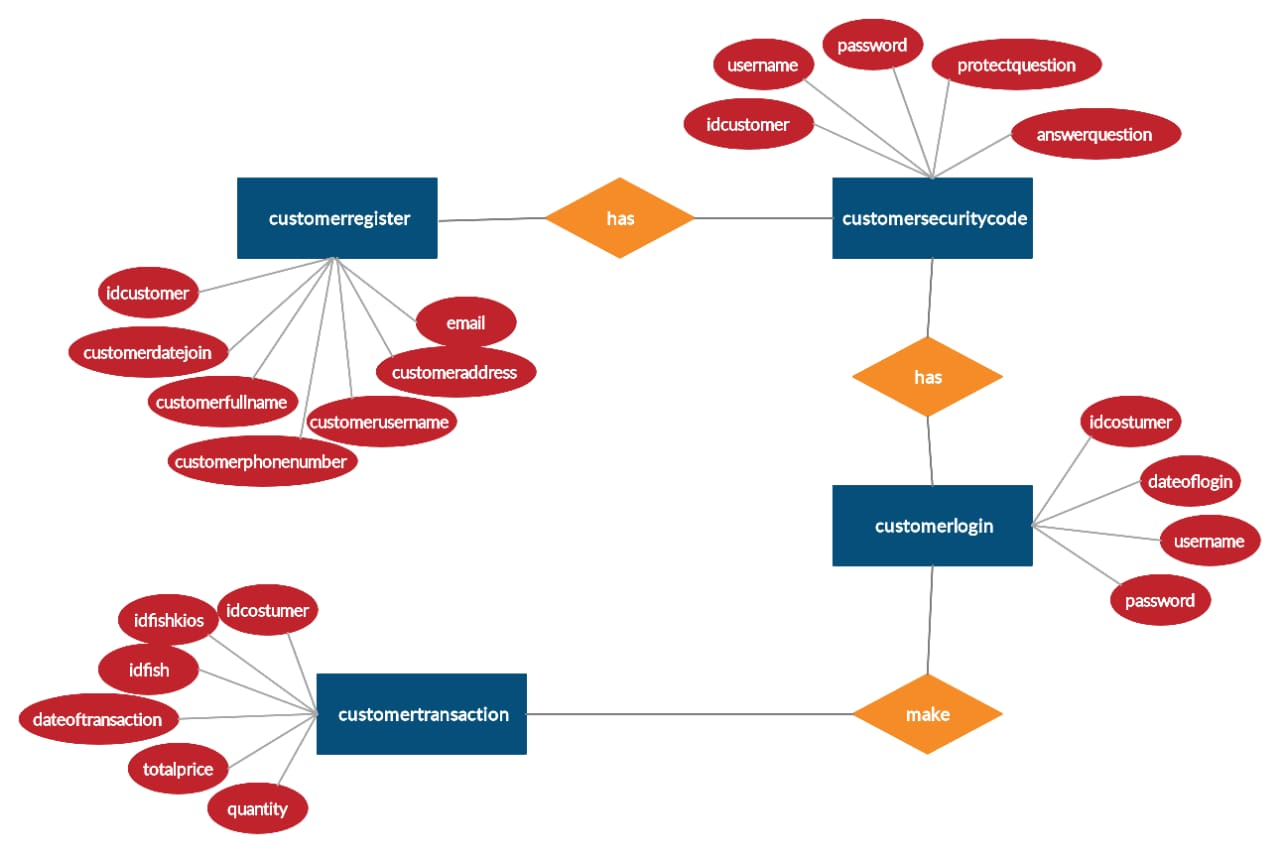 password
username
protectquestion
idcustomer
answerquestion
customerregister
has
customersecuritycode
idcustomer
email
customerdatejoin
customeraddress
customerfullname
customerusername
customerphonenumber
has
idcostumer
dateoflogin
customerlogin
username
password
idcostumer
idfishkios
idfish
dateoftransaction
customertransaction
make
totalprice
quantity